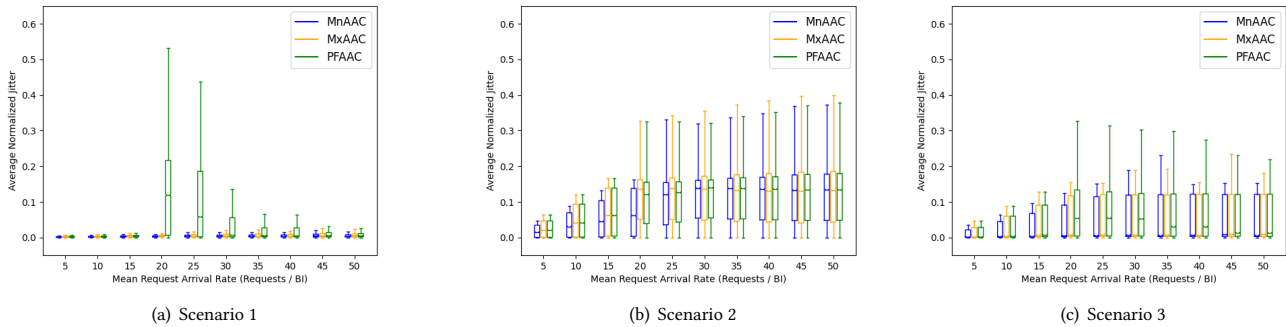 0.6
0.5
0.4
0.3
0.2
0.1
0.0
Average Normalized Jitter
MnAAC
MxAAC
PFAAC
5 10 15 20 25 30 35 40 45 50
Mean Request Arrival Rate (Requests / BI)
(a) Scenario 1
0.6
0.5
0.4
0.3
0.2
0.1
0.0
Average Normalized Jitter
MnAAC
MxAAC
PFAAC
5 10 15 20 25 30 35 40 45 50
Mean Request Arrival Rate (Requests / BI)
(b) Scenario 2
0.6
0.5
0.4
0.3
0.2
0.1
0.0
Average Normalized Jitter
MnAAC
MxAAC
PFAAC
5 10 15 20 25 30 35 40 45 50
Mean Request Arrival Rate (Requests / BI)
(c) Scenario 3